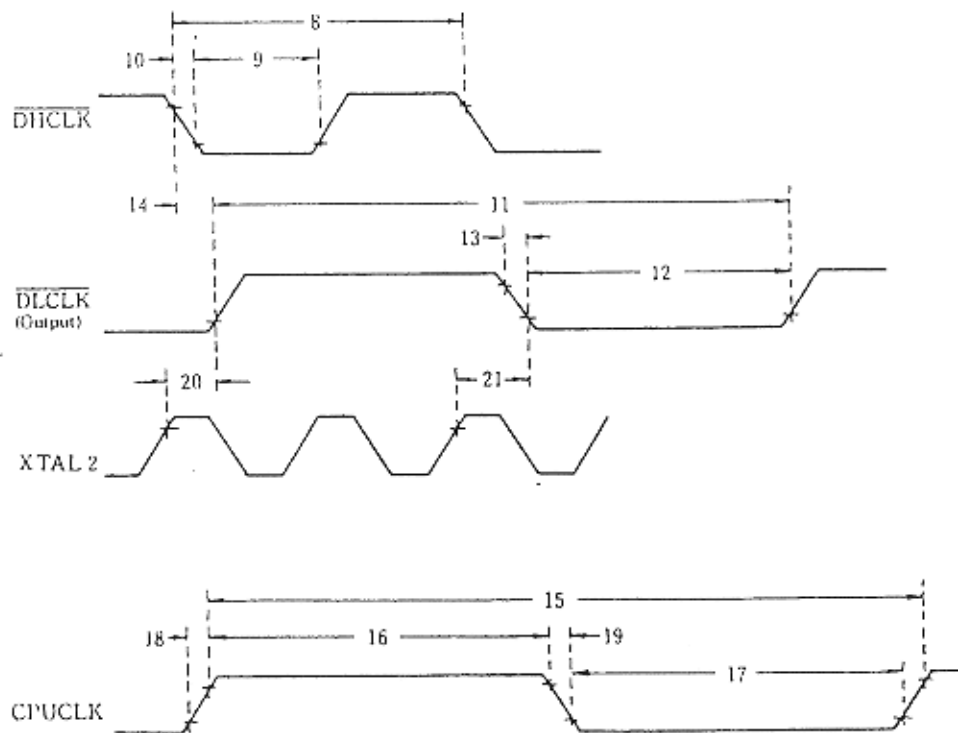 8
10
9
DHCLK
14
11
13
12
DLCLK
(Output)
20
21
XTAL 2
15
18
16
19
17
CPUCLK